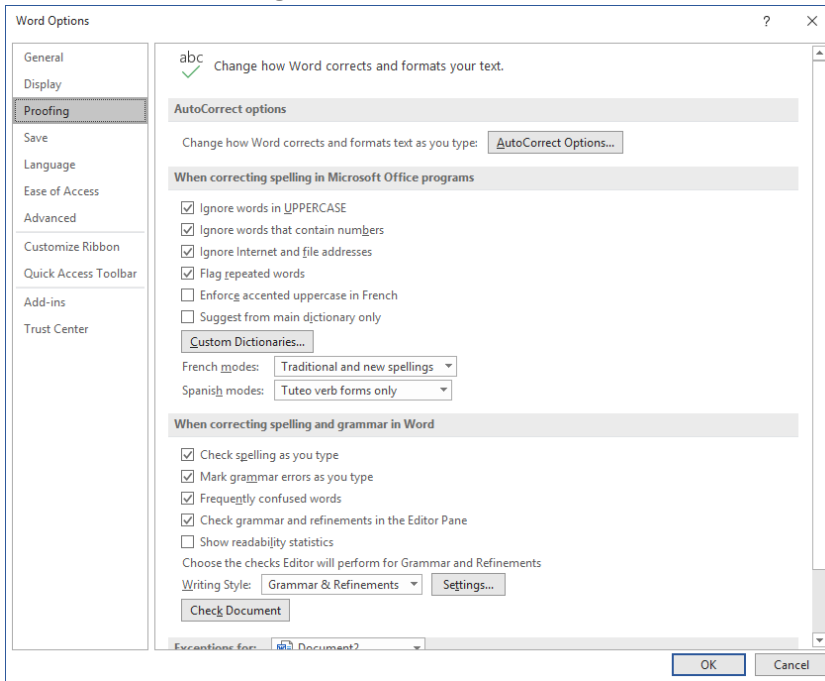 Word Options
General
Display
Proofing
Save
Language
Ease of Access
Advanced
Customize Ribbon
Quick Access Toolbar
Add-ins
Trust Center
abc
Change how Word corrects and formats your text.
AutoCorrect options
Change how Word corrects and formats text as you type: AutoCorrect Options...
When correcting spelling in Microsoft Office programs
Ignore words in UPPERCASE
Ignore words that contain numbers
Ignore Internet and file addresses
Flag repeated words
Enforce accented uppercase in French
Suggest from main dictionary only
Custom Dictionaries...
French modes: Traditional and new spellings
Spanish modes: Tuteo verb forms only
When correcting spelling and grammar in Word
Check spelling as you type
Mark grammar errors as you type
Frequently confused words
Check grammar and refinements in the Editor Pane
Show readability statistics
Choose the checks Editor will perform for Grammar and Refinements
Writing Style: Grammar & Refinements Settings...
Check Document
Exceptions for: Document2
OK Cancel